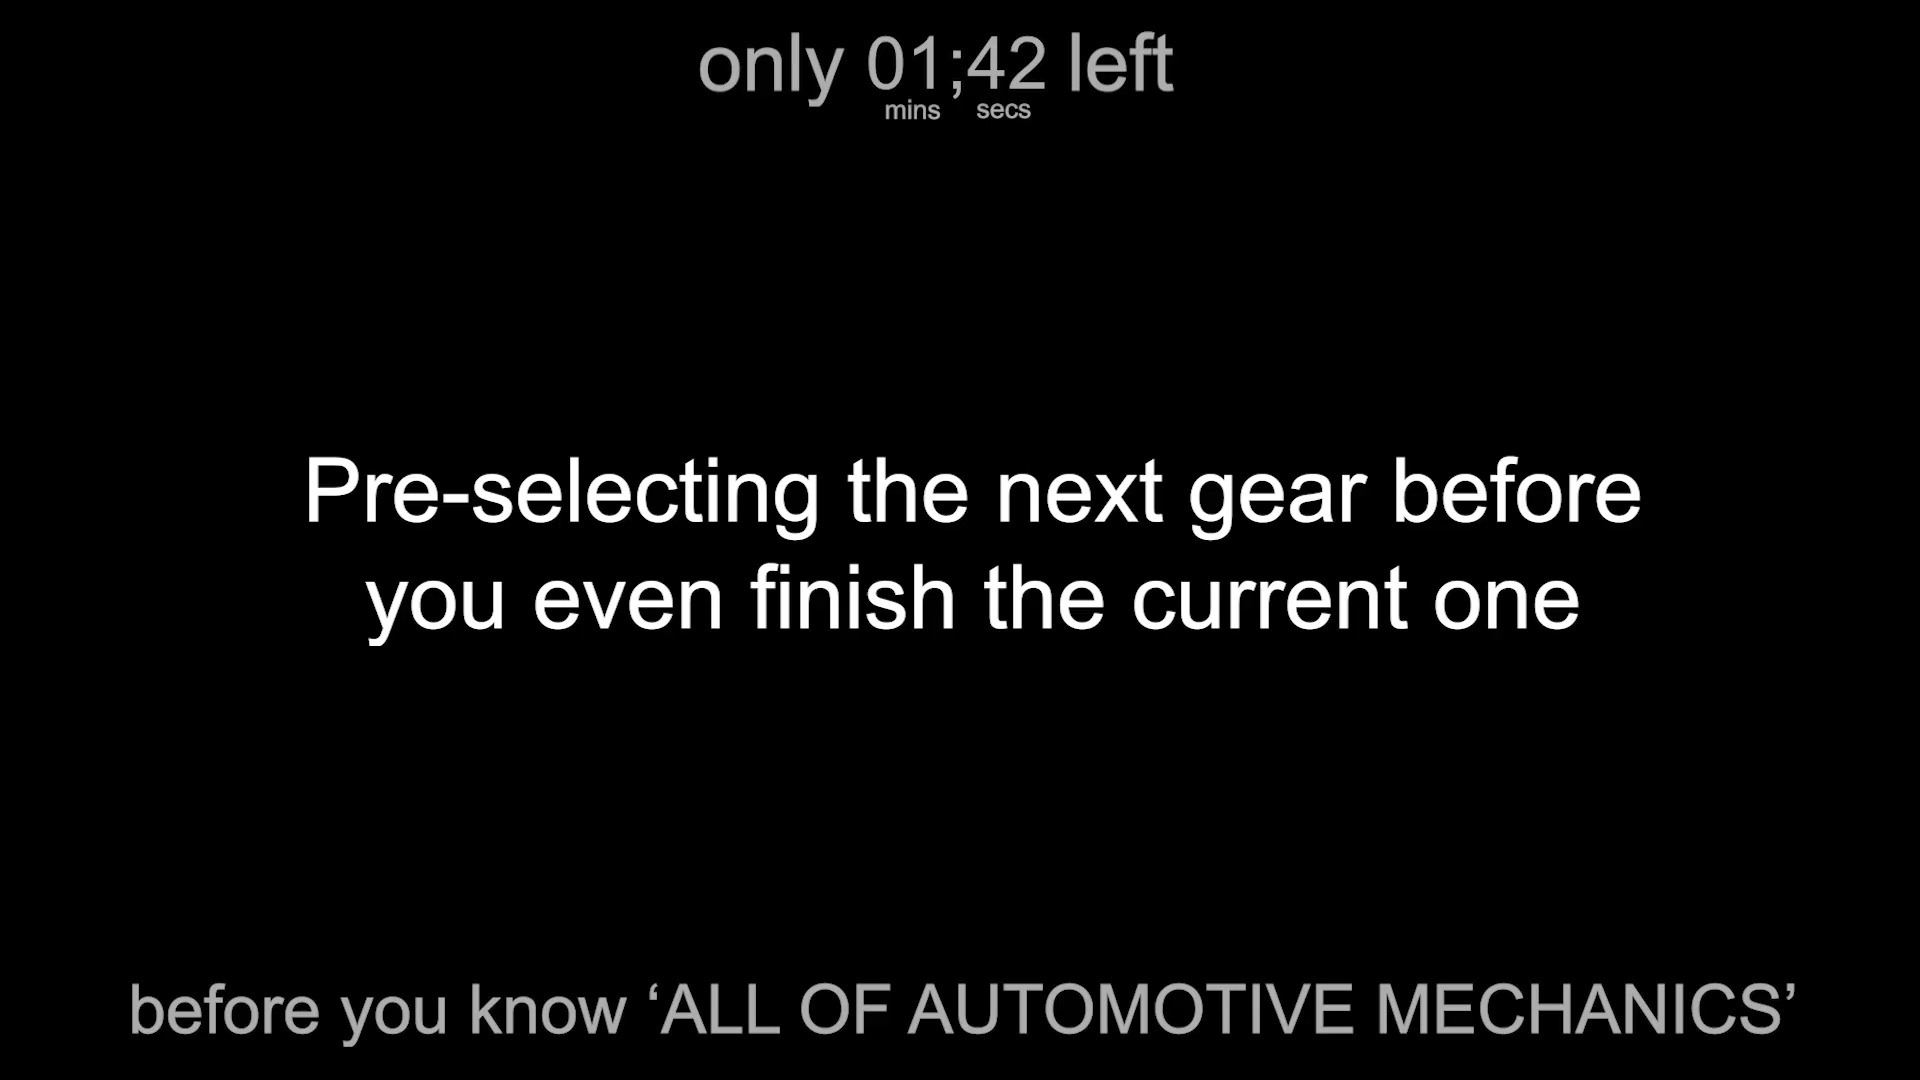 only 01;42 left
mins secs
Pre-selecting the next gear before
you even finish the current one
before you know ‘ALL OF AUTOMOTIVE MECHANICS’